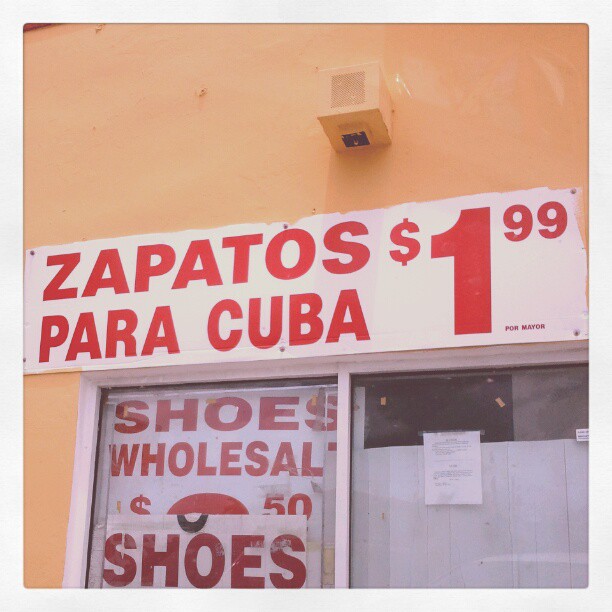 ZAPATOS
PARA CUBA
$1.99
POR MAYOR
SHOES
WHOLESAL
$ 50
SHOES